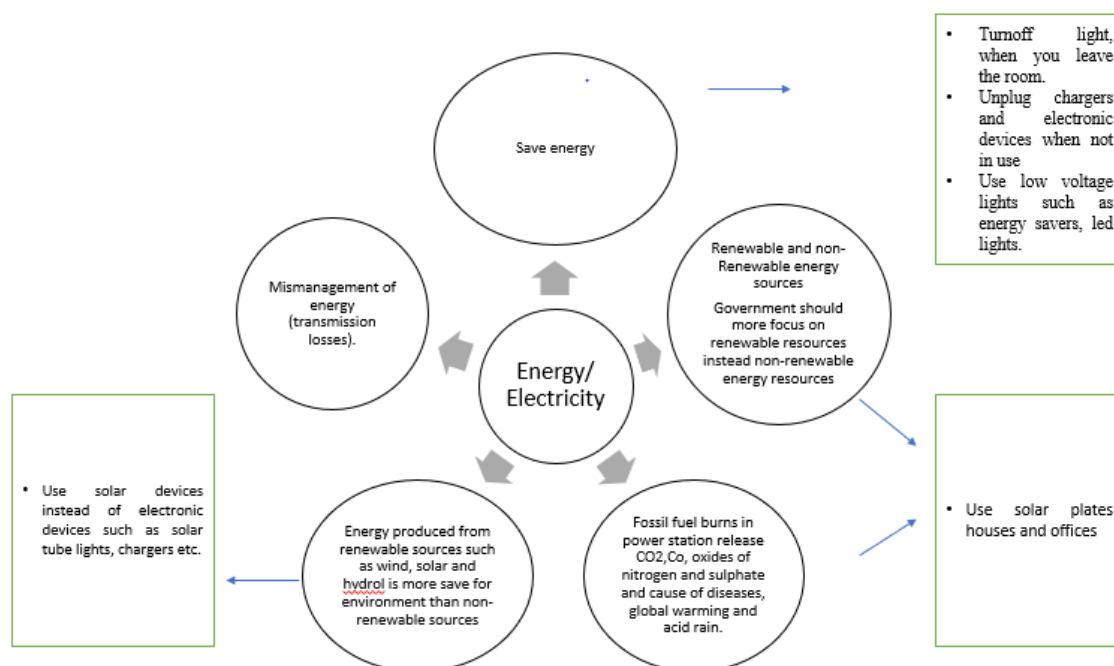 Save energy
• Turnoff light,
when you leave
the room.
• Unplug chargers
and electronic
devices when not
in use
• Use low voltage
lights such as
energy savers, led
lights.
Mismanagement of
energy
(transmission
losses).
Renewable and non-
Renewable energy
sources
Government should
more focus on
renewable resources
instead non-renewable
energy resources
Energy/
Electricity
• Use solar devices
instead of electronic
devices such as solar
tube lights, chargers etc.
Energy produced from
renewable sources such
as wind, solar and
hydrol is more save for
environment than non-
renewable sources
Fossil fuel burns in
power station release
CO2,Co, oxides of
nitrogen and sulphate
and cause of diseases,
global warming and
acid rain.
• Use solar plates
houses and offices